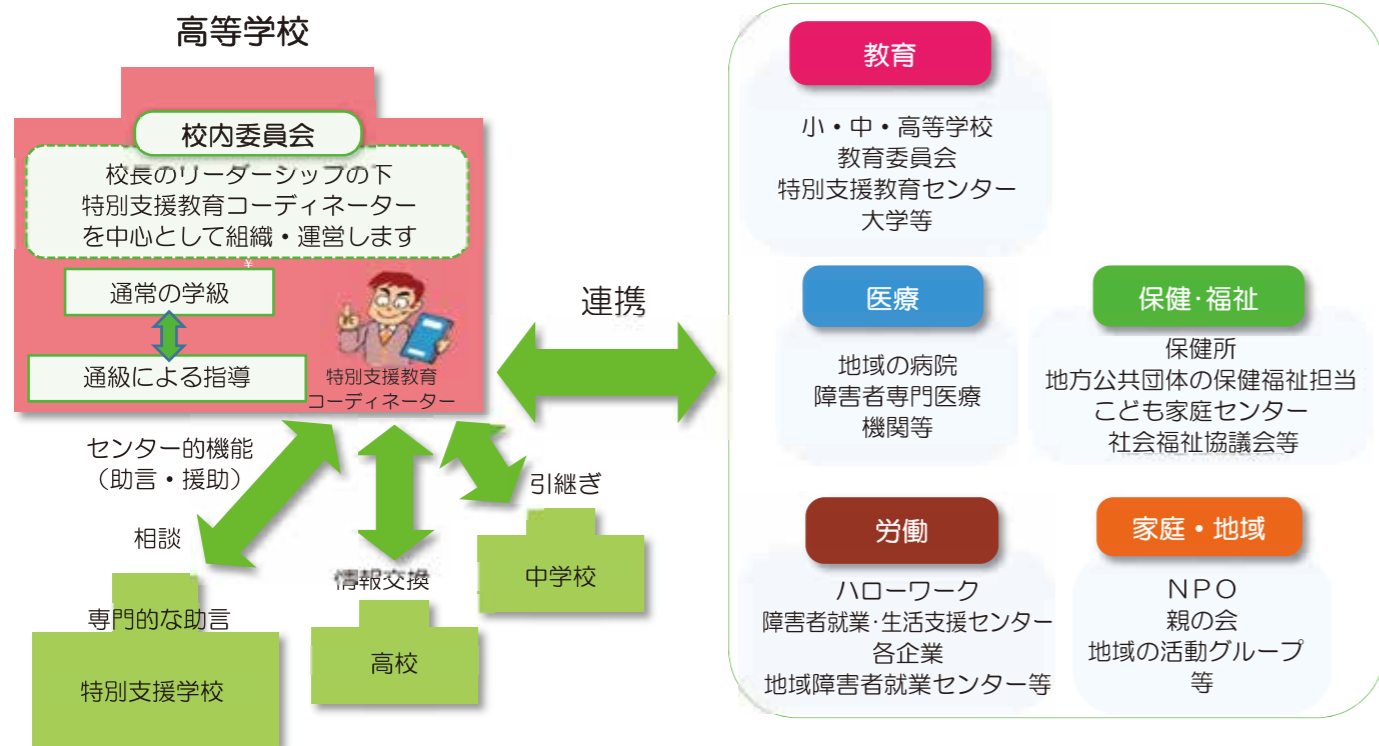 高等学校
校内委員会
校長のリーダーシップの下
特別支援教育コーディネーター
を中心として組織・運営します
¥
通常の学級
通級による指導
特別支援教育
コーディネーター
センター的機能
（助言・援助）
相談
専門的な助言
特別支援学校
情報交換
高校
引継ぎ
中学校
連携
教育
小・中・高等学校
教育委員会
特別支援教育センター
大学等
医療
地域の病院
障害者専門医療
機関等
保健・福祉
保健所
地方公共団体の保健福祉担当
こども家庭センター
社会福祉協議会等
労働
ハローワーク
障害者就業・生活支援センター
各企業
地域障害者就業センター等
家庭・地域
ＮＰＯ
親の会
地域の活動グループ
等